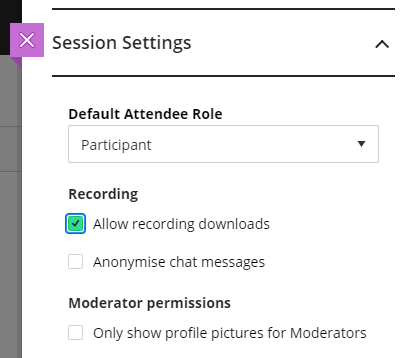 Session Settings
Default Attendee Role
Participant
Recording
Allow recording downloads
Anonymise chat messages
Moderator permissions
Only show profile pictures for Moderators